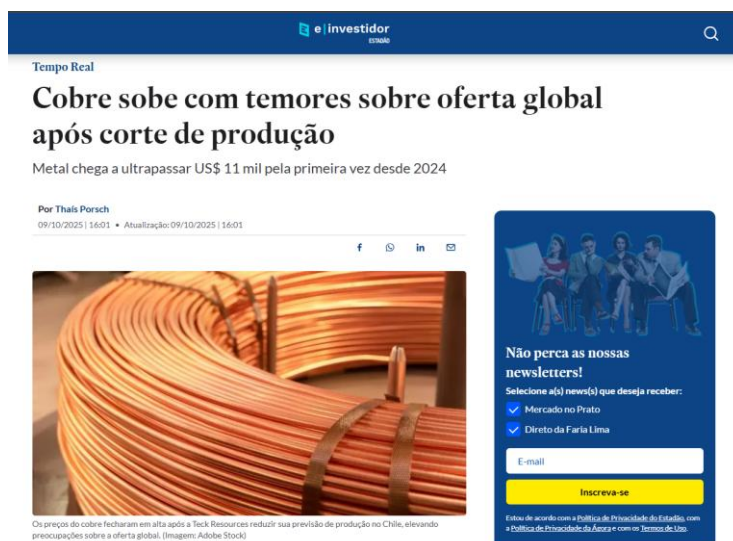 e|investidor
ESTADÃO
Tempo Real
Cobre sobe com temores sobre oferta global
após corte de produção
Metal chega a ultrapassar US$ 11 mil pela primeira vez desde 2024
Por Thaís Porsch
09/10/2025 | 16:01 • Atualização: 09/10/2025 | 16:01
Os preços do cobre fecharam em alta após a Teck Resources reduzir sua previsão de produção no Chile, elevando
preocupações sobre a oferta global. (Imagem: Adobe Stock)
Não perca as nossas
newsletters!
Selecione a(s) news(s) que deseja receber:
Mercado no Prato
Direto da Faria Lima
E-mail
Inscreva-se
Estou de acordo com a Política de Privacidade do Estadão, com
a Política de Privacidade da Ágora e com os Termos de Uso.